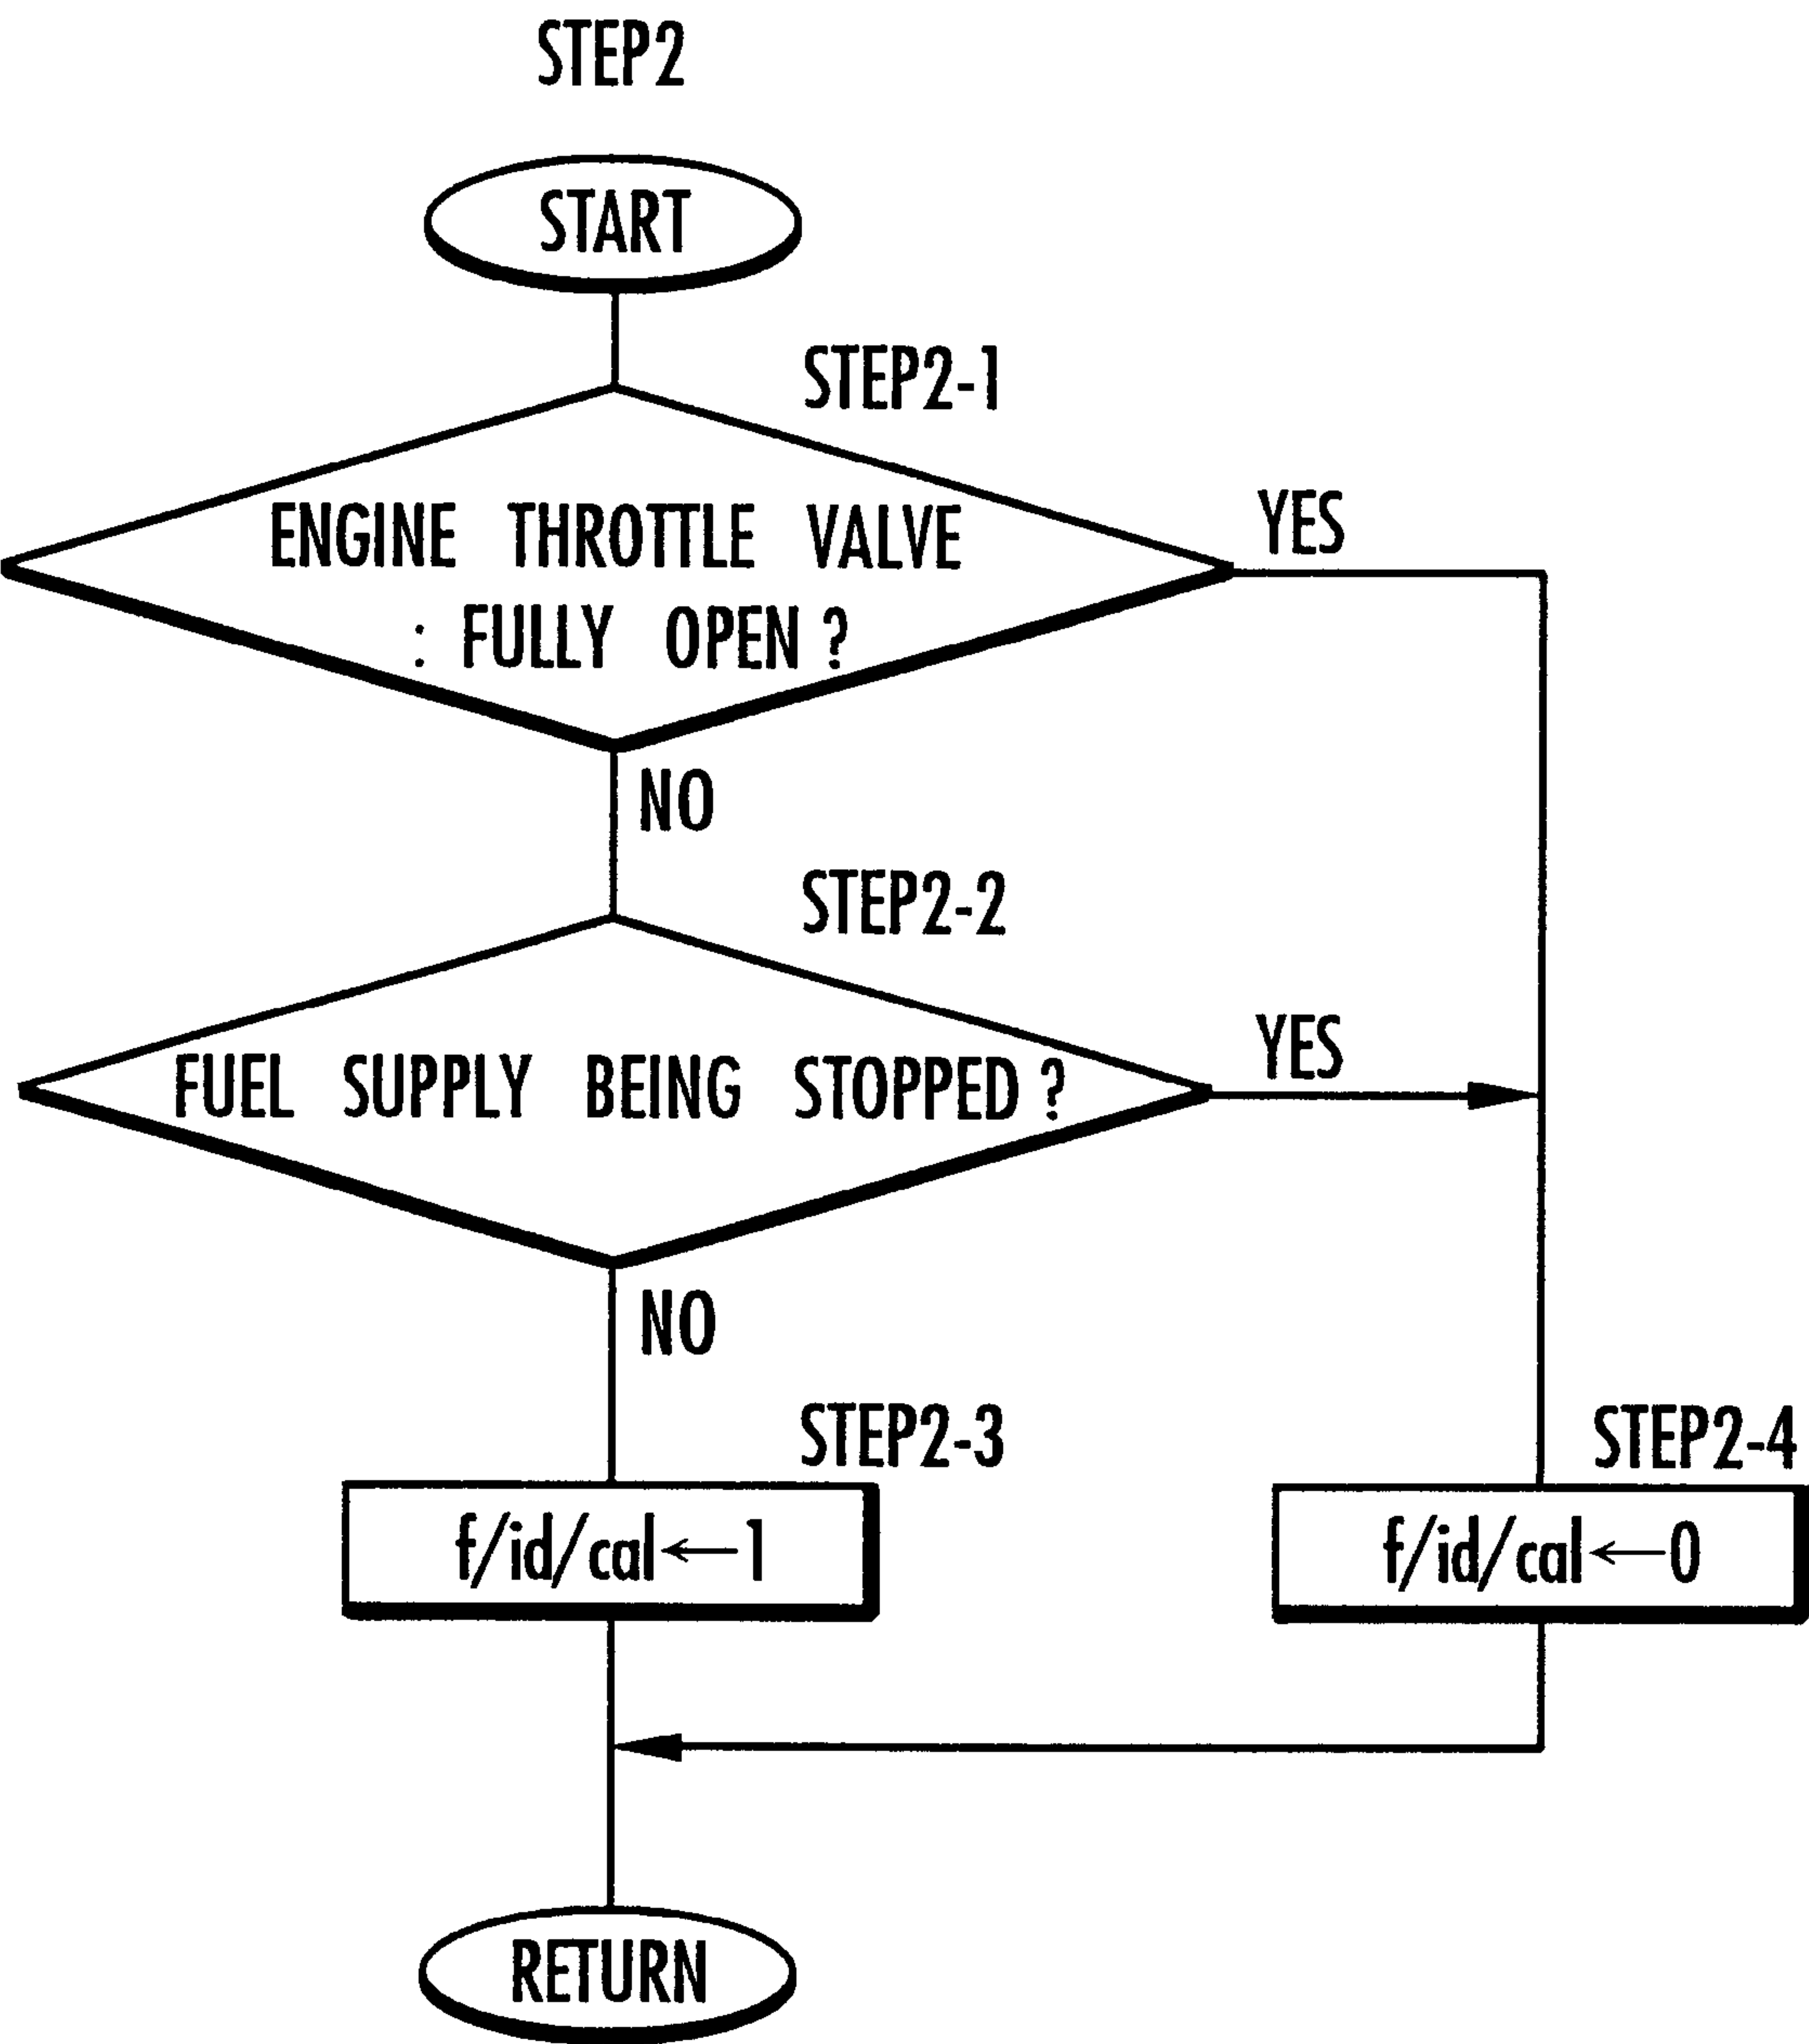 STEP2
START
STEP2-1
ENGINE THROTTLE VALVE
: FULLY OPEN ?
YES
NO
STEP2-2
FUEL SUPPLY BEING STOPPED ?
YES
NO
STEP2-3
f/id/cal←1
STEP2-4
f/id/cal←0
RETURN